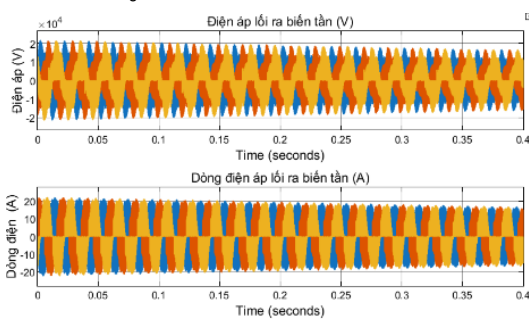 ×10⁴
Điện áp lối ra biến tần (V)
Điện áp (V)
2
1
0
-1
-2
0 0.05 0.1 0.15 0.2 0.25 0.3 0.35 0.4
Time (seconds)
Dòng điện áp lối ra biến tần (A)
Dòng điện (A)
20
10
0
-10
-20
0 0.05 0.1 0.15 0.2 0.25 0.3 0.35 0.4
Time (seconds)